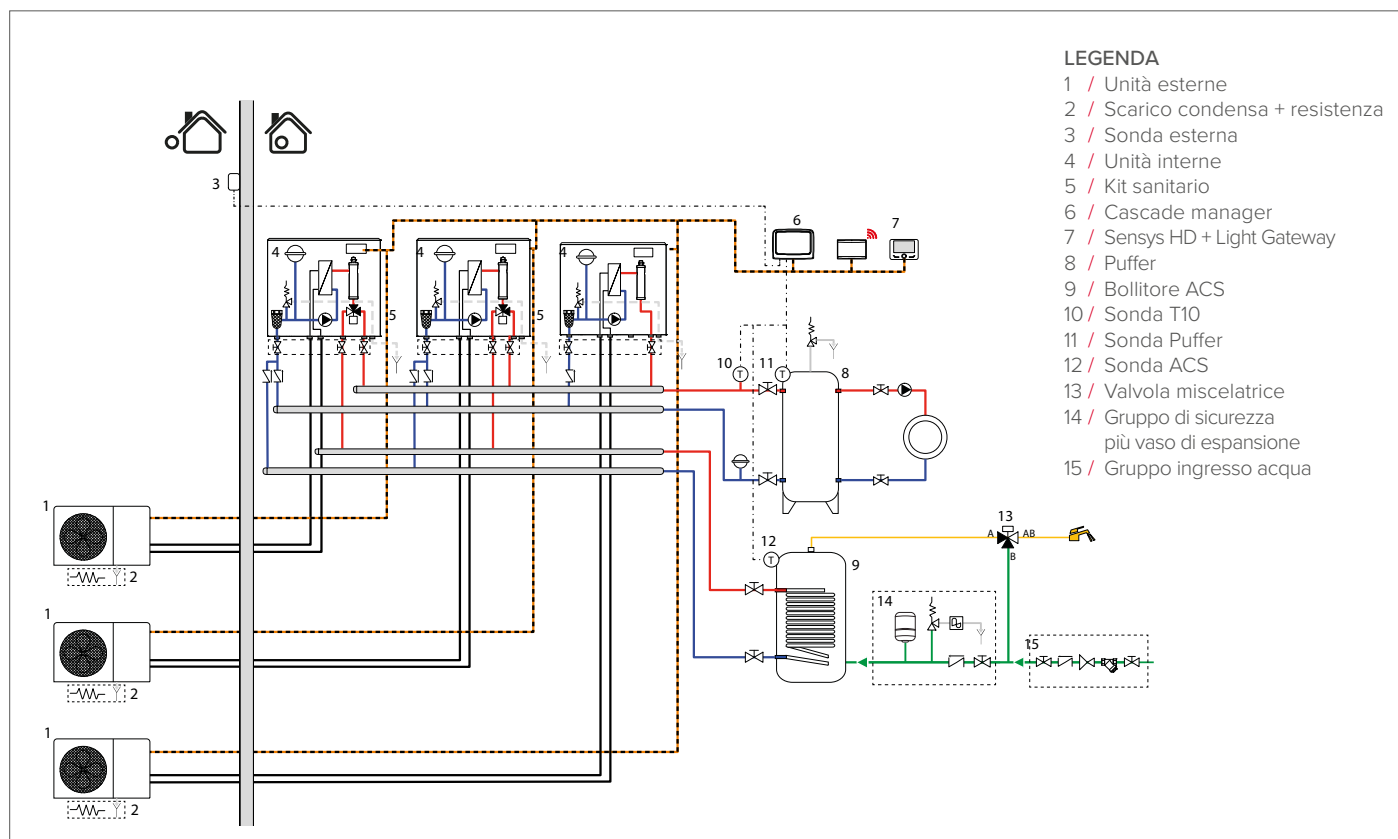 LEGENDA
1 / Unità esterne
2 / Scarico condensa + resistenza
3 / Sonda esterna
4 / Unità interne
5 / Kit sanitario
6 / Cascade manager
7 / Sensys HD + Light Gateway
8 / Puffer
9 / Bollitore ACS
10 / Sonda T10
11 / Sonda Puffer
12 / Sonda ACS
13 / Valvola miscelatrice
14 / Gruppo di sicurezza
più vaso di espansione
15 / Gruppo ingresso acqua
3
4
4
4
5
5
6
7
10
T
11
T
8
1
2
1
2
1
2
12
T
9
13
A
AB
B
14
15